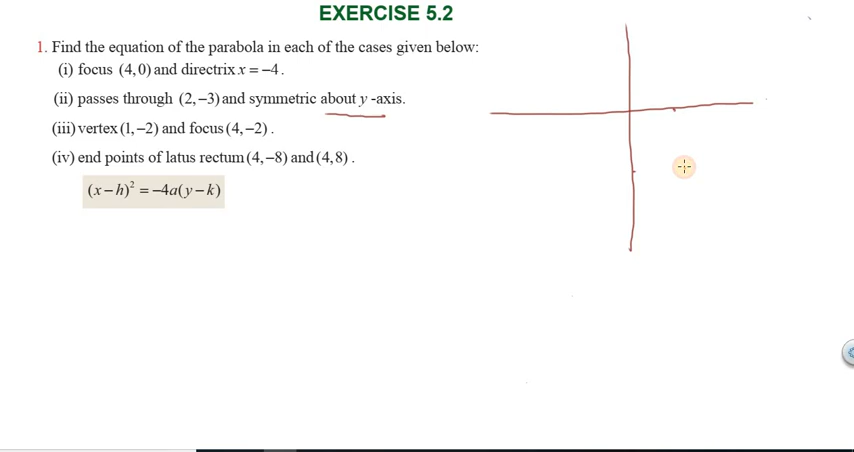 EXERCISE 5.2
1. Find the equation of the parabola in each of the cases given below:
(i) focus (4,0) and directrix x = −4.
(ii) passes through (2,−3) and symmetric about y -axis.
(iii) vertex (1,−2) and focus (4,−2).
(iv) end points of latus rectum (4,−8) and (4,8).
(x−h)² = −4a(y−k)